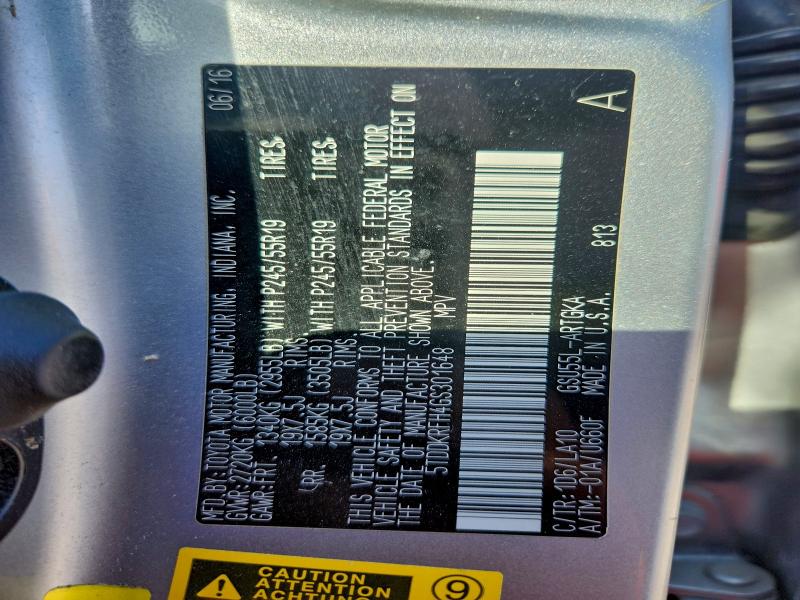 MFD.BY:TOYOTA MOTOR MANUFACTURING, INDIANA, INC. 06/16
GVWR:2720KG (6000LB)
GAWR:FRT. 1340KG (2955LB) WITH P245/55R19 TIRES,
19X7.5J RIMS,
RR. 1585KG (3505LB) WITH P245/55R19 TIRES,
19X7.5J RIMS.
THIS VEHICLE CONFORMS TO ALL APPLICABLE FEDERAL MOTOR
VEHICLE SAFETY AND THEFT PREVENTION STANDARDS IN EFFECT ON
THE DATE OF MANUFACTURE SHOWN ABOVE.
5TDDKRFH4GS301648 MPV
C/TR:1D6/LA10 GSU55L-ARTGKA 813 A
A/TM:-01A/U660F MADE IN U.S.A.
CAUTION
ATTENTION
ACHTUNG
9